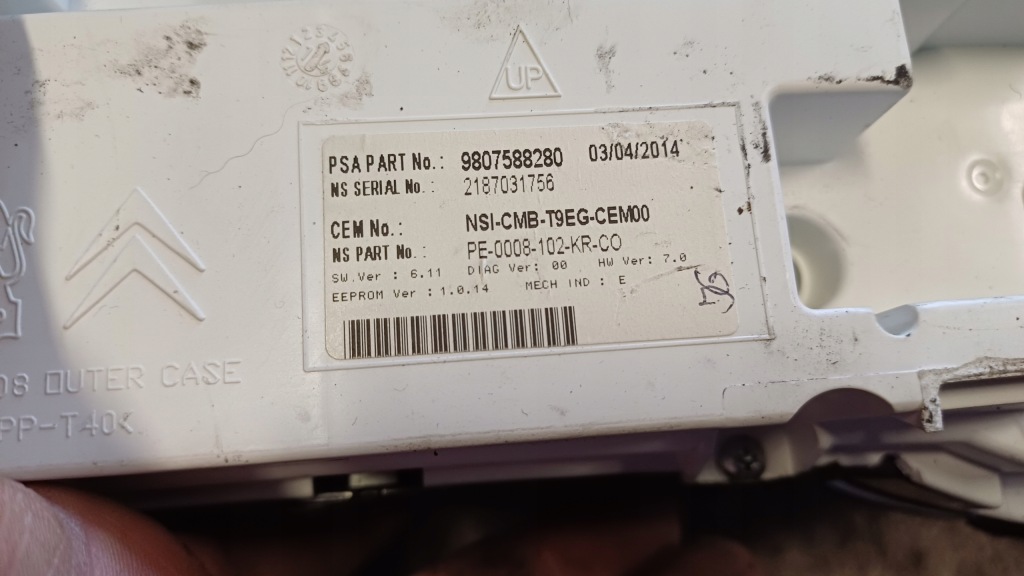 UP
PSA PART No.: 9807588280 03/04/2014
NS SERIAL No.: 2187031756
CEM No.: NSI-CMB-T9EG-CEM00
NS PART No.: PE-0008-102-KR-CO
SW.Ver : 6.11 DIAG Ver: 00 HW Ver: 7.0
EEPROM Ver : 1.0.14 MECH IND : E
08 OUTER CASE
PP-T40K